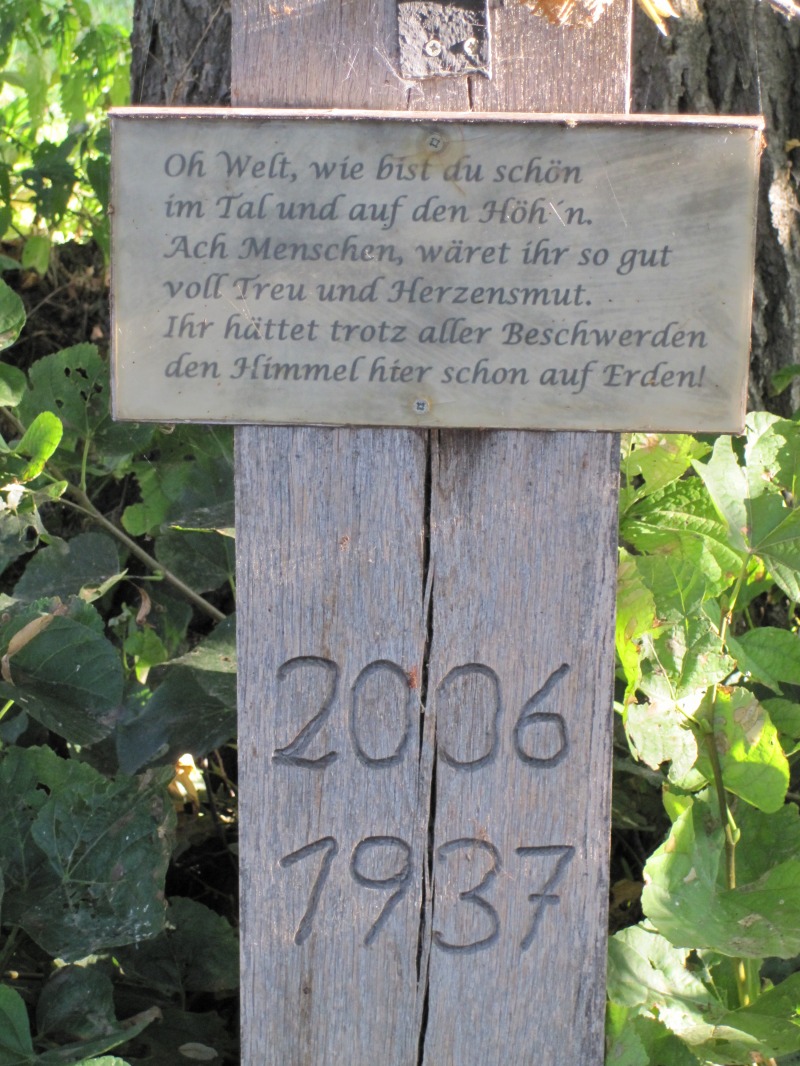 Oh Welt, wie bist du schön
im Tal und auf den Höh´n.
Ach Menschen, wäret ihr so gut
voll Treu und Herzensmut.
Ihr hättet trotz aller Beschwerden
den Himmel hier schon auf Erden!
2006
1937